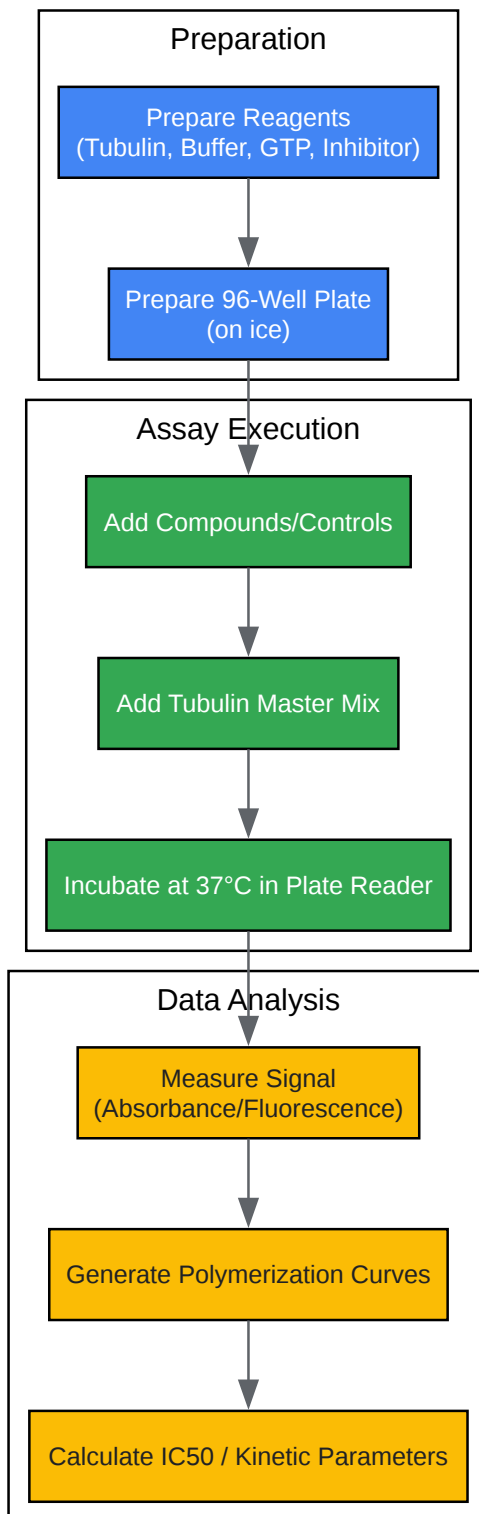 Preparation
Prepare Reagents
(Tubulin, Buffer, GTP, Inhibitor)
Prepare 96-Well Plate
(on ice)
Assay Execution
Add Compounds/Controls
Add Tubulin Master Mix
Incubate at 37°C in Plate Reader
Data Analysis
Measure Signal
(Absorbance/Fluorescence)
Generate Polymerization Curves
Calculate IC50 / Kinetic Parameters